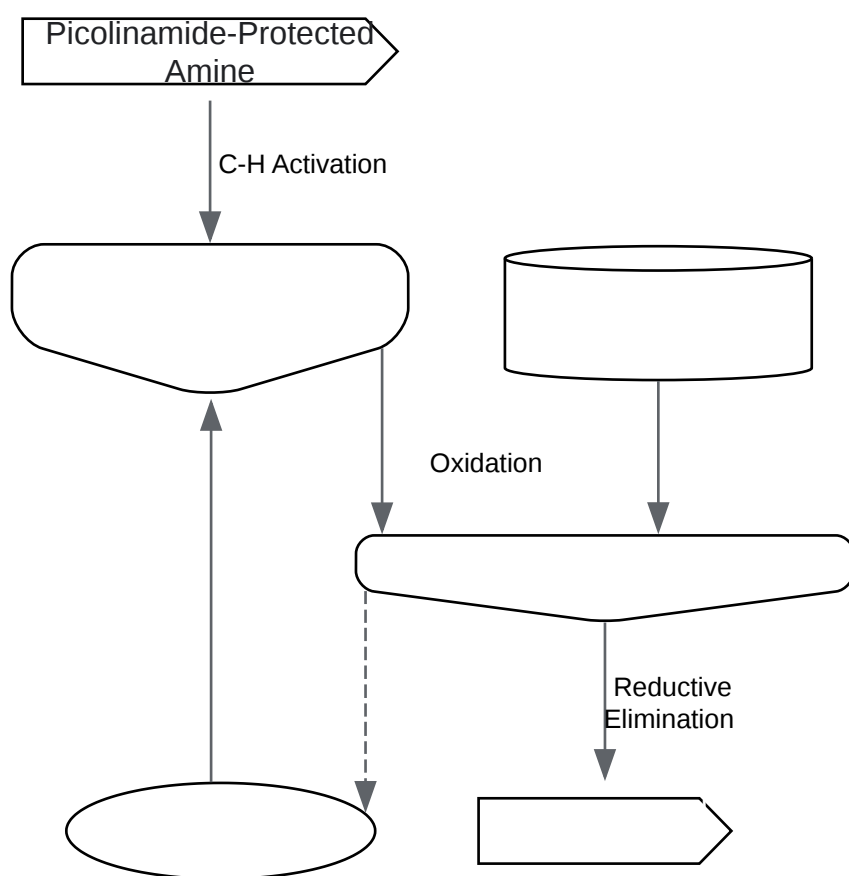 Picolinamide-Protected
Amine
C-H Activation
Oxidation
Reductive
Elimination